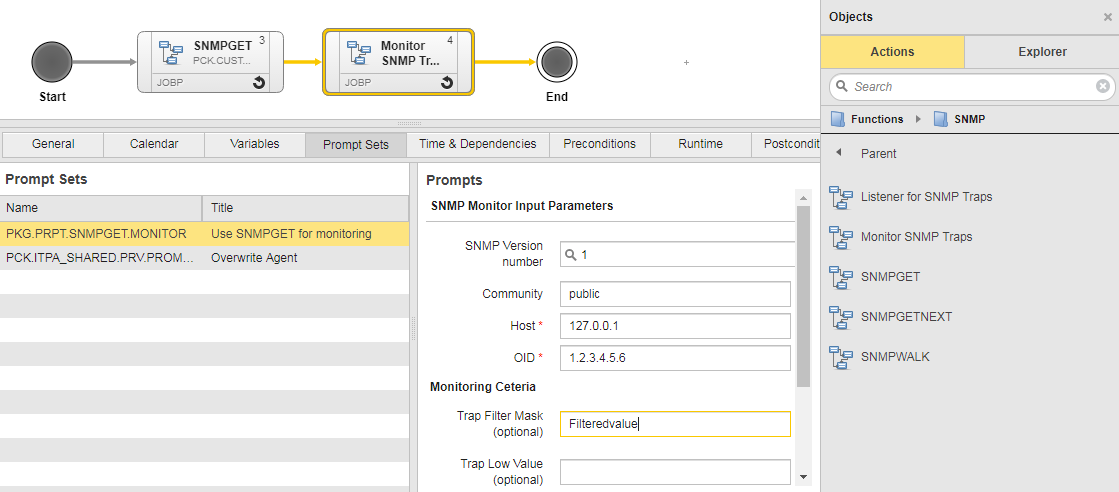 SNMPGET 3
PCK.CUST...
JOBP
Monitor 4
SNMP Tr...
JOBP
Start
End
General
Calendar
Variables
Prompt Sets
Time & Dependencies
Preconditions
Runtime
Postcondit
Prompt Sets
Name Title
PKG.PRPT.SNMPGET.MONITOR Use SNMPGET for monitoring
PCK.ITPA_SHARED.PRV.PROM... Overwrite Agent
Prompts
SNMP Monitor Input Parameters
SNMP Version
number
1
Community public
Host * 127.0.0.1
OID * 1.2.3.4.5.6
Monitoring Ceteria
Trap Filter Mask
(optional)
Filteredvalue
Trap Low Value
(optional)
Objects
Actions
Explorer
Search
Functions SNMP
Parent
Listener for SNMP Traps
Monitor SNMP Traps
SNMPGET
SNMPGETNEXT
SNMPWALK